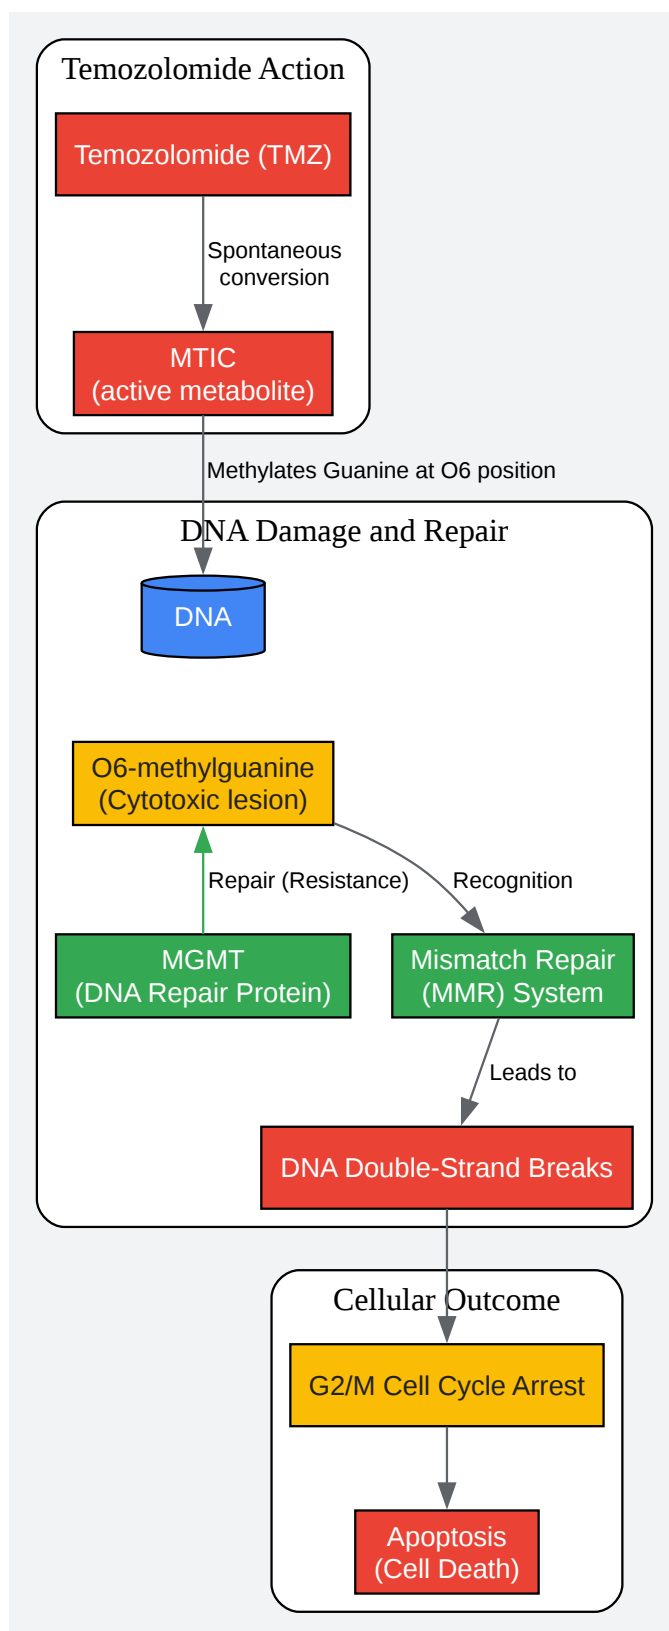 Temozolomide Action
Temozolomide (TMZ)
Spontaneous
conversion
MTIC
(active metabolite)
Methylates Guanine at O6 position
DNA Damage and Repair
DNA
O6-methylguanine
(Cytotoxic lesion)
Repair (Resistance)
Recognition
MGMT
(DNA Repair Protein)
Mismatch Repair
(MMR) System
Leads to
DNA Double-Strand Breaks
Cellular Outcome
G2/M Cell Cycle Arrest
Apoptosis
(Cell Death)